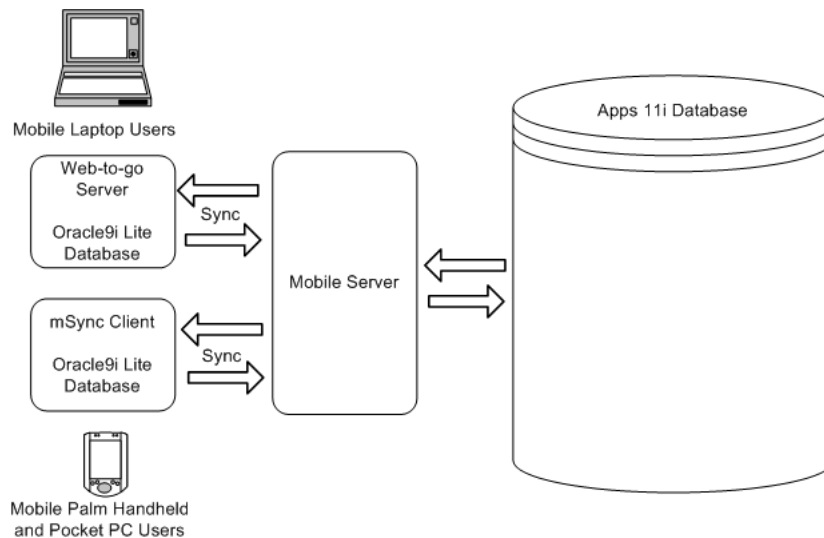 Mobile Laptop Users
Web-to-go
Server
Oracle9i Lite
Database
Sync
mSync Client
Oracle9i Lite
Database
Sync
Mobile Palm Handheld
and Pocket PC Users
Mobile Server
Apps 11i Database